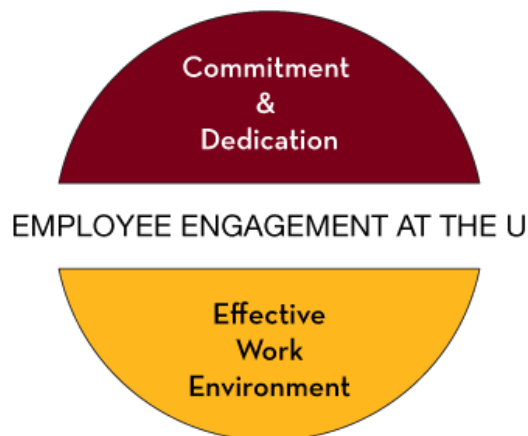 Commitment
&
Dedication
EMPLOYEE ENGAGEMENT AT THE U
Effective
Work
Environment